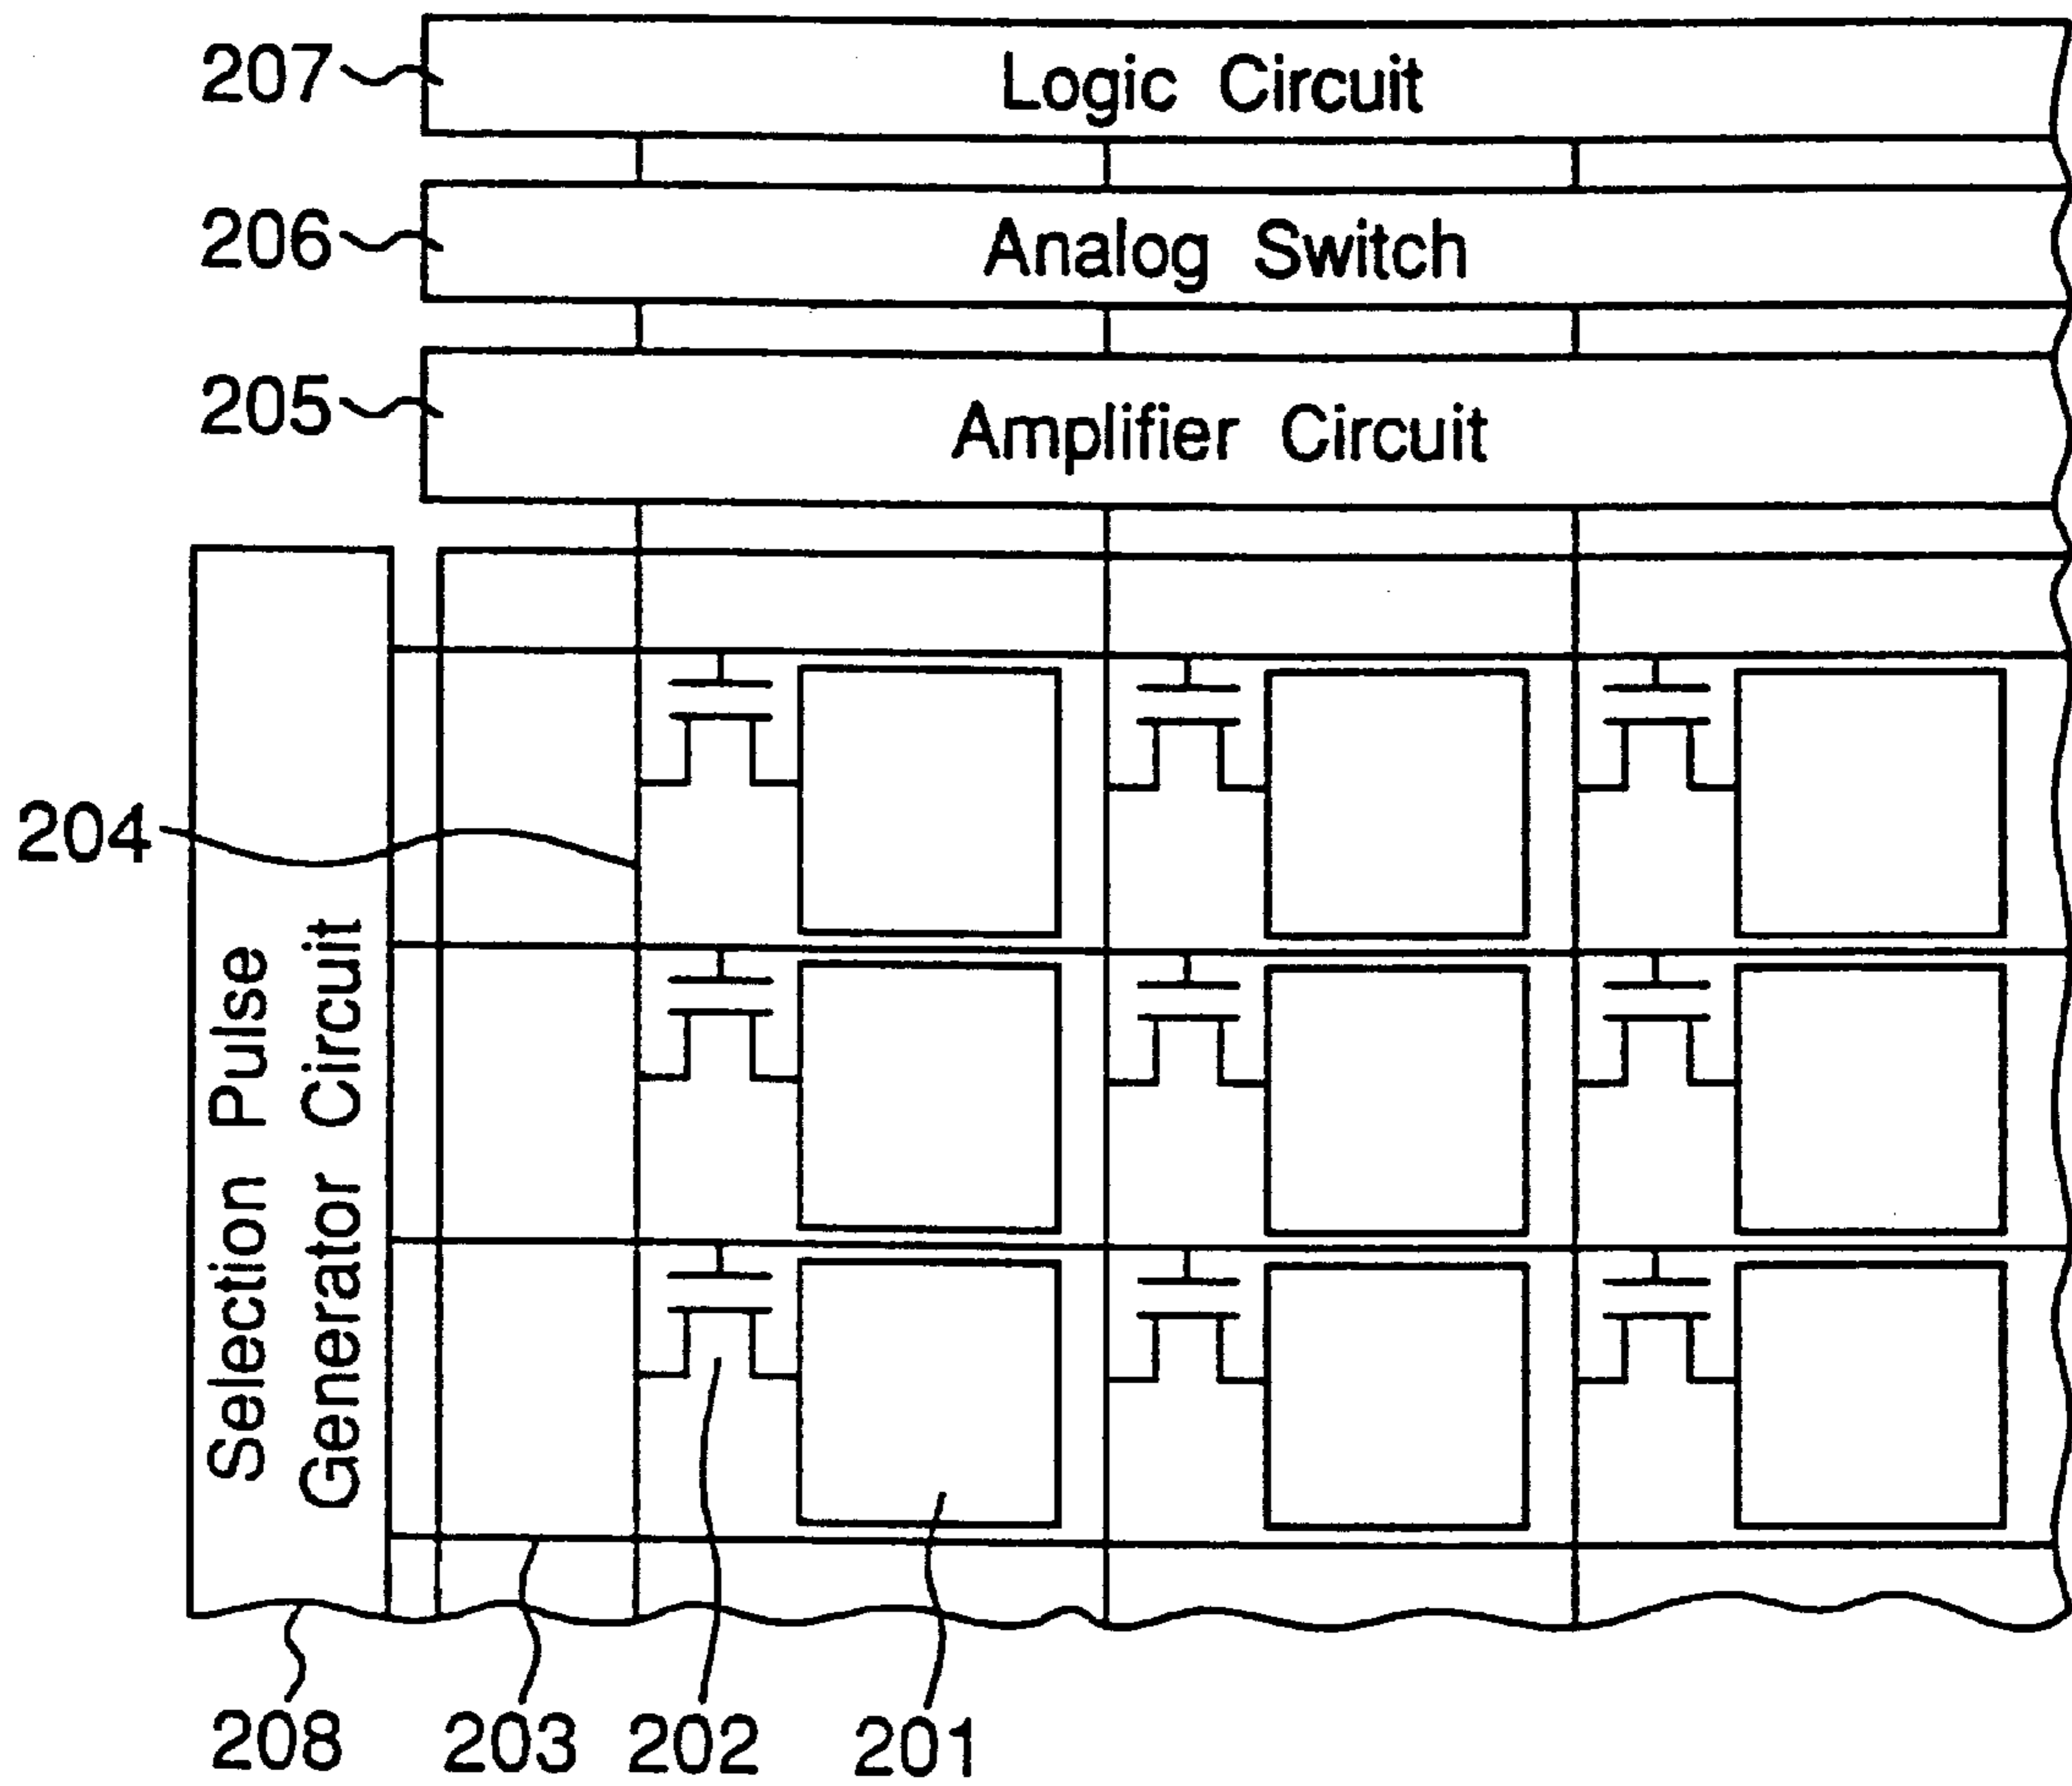 207
Logic Circuit
206
Analog Switch
205
Amplifier Circuit
204
Selection Pulse
Generator Circuit
208
203
202
201